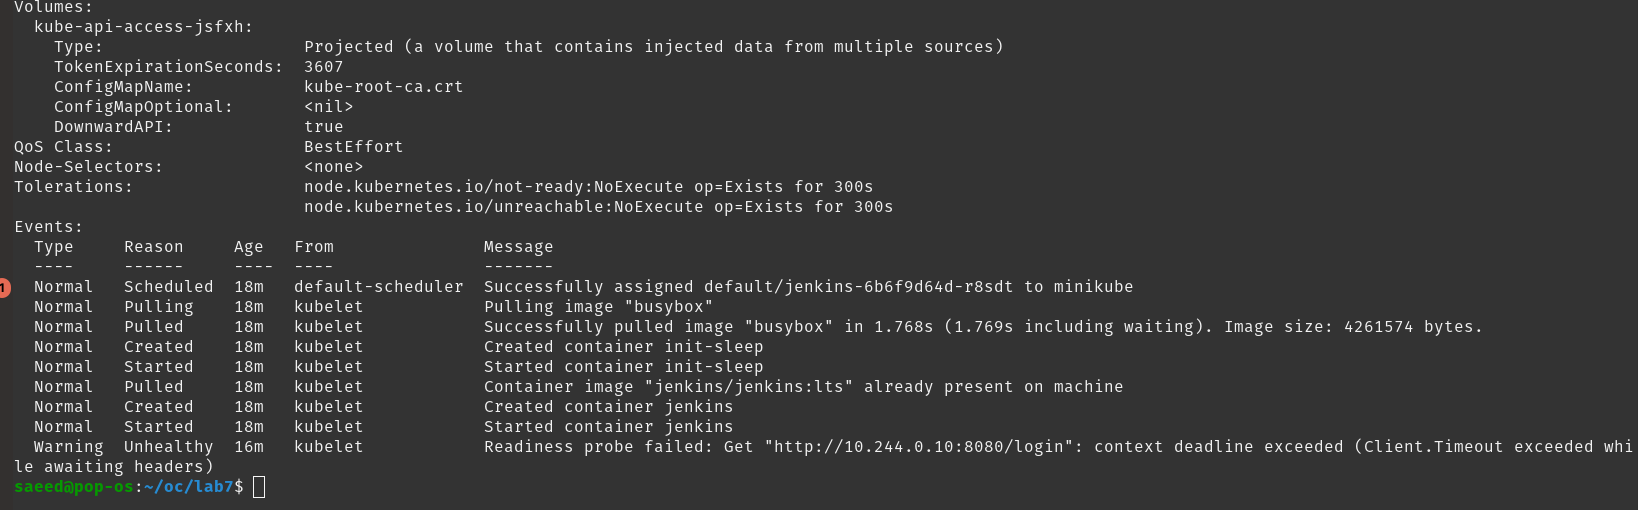 Volumes:
  kube-api-access-jsfxh:
    Type:                    Projected (a volume that contains injected data from multiple sources)
    TokenExpirationSeconds:  3607
    ConfigMapName:           kube-root-ca.crt
    ConfigMapOptional:       <nil>
    DownwardAPI:             true
QoS Class:                   BestEffort
Node-Selectors:              <none>
Tolerations:                 node.kubernetes.io/not-ready:NoExecute op=Exists for 300s
                             node.kubernetes.io/unreachable:NoExecute op=Exists for 300s
Events:
  Type     Reason     Age   From               Message
  ----     ------     ----  ----               -------
1 Normal   Scheduled  18m   default-scheduler  Successfully assigned default/jenkins-6b6f9d64d-r8sdt to minikube
  Normal   Pulling    18m   kubelet            Pulling image "busybox"
  Normal   Pulled     18m   kubelet            Successfully pulled image "busybox" in 1.768s (1.769s including waiting). Image size: 4261574 bytes.
  Normal   Created    18m   kubelet            Created container init-sleep
  Normal   Started    18m   kubelet            Started container init-sleep
  Normal   Pulled     18m   kubelet            Container image "jenkins/jenkins:lts" already present on machine
  Normal   Created    18m   kubelet            Created container jenkins
  Normal   Started    18m   kubelet            Started container jenkins
  Warning  Unhealthy  16m   kubelet            Readiness probe failed: Get "http://10.244.0.10:8080/login": context deadline exceeded (Client.Timeout exceeded whi
le awaiting headers)
saeed@pop-os:~/oc/lab7$